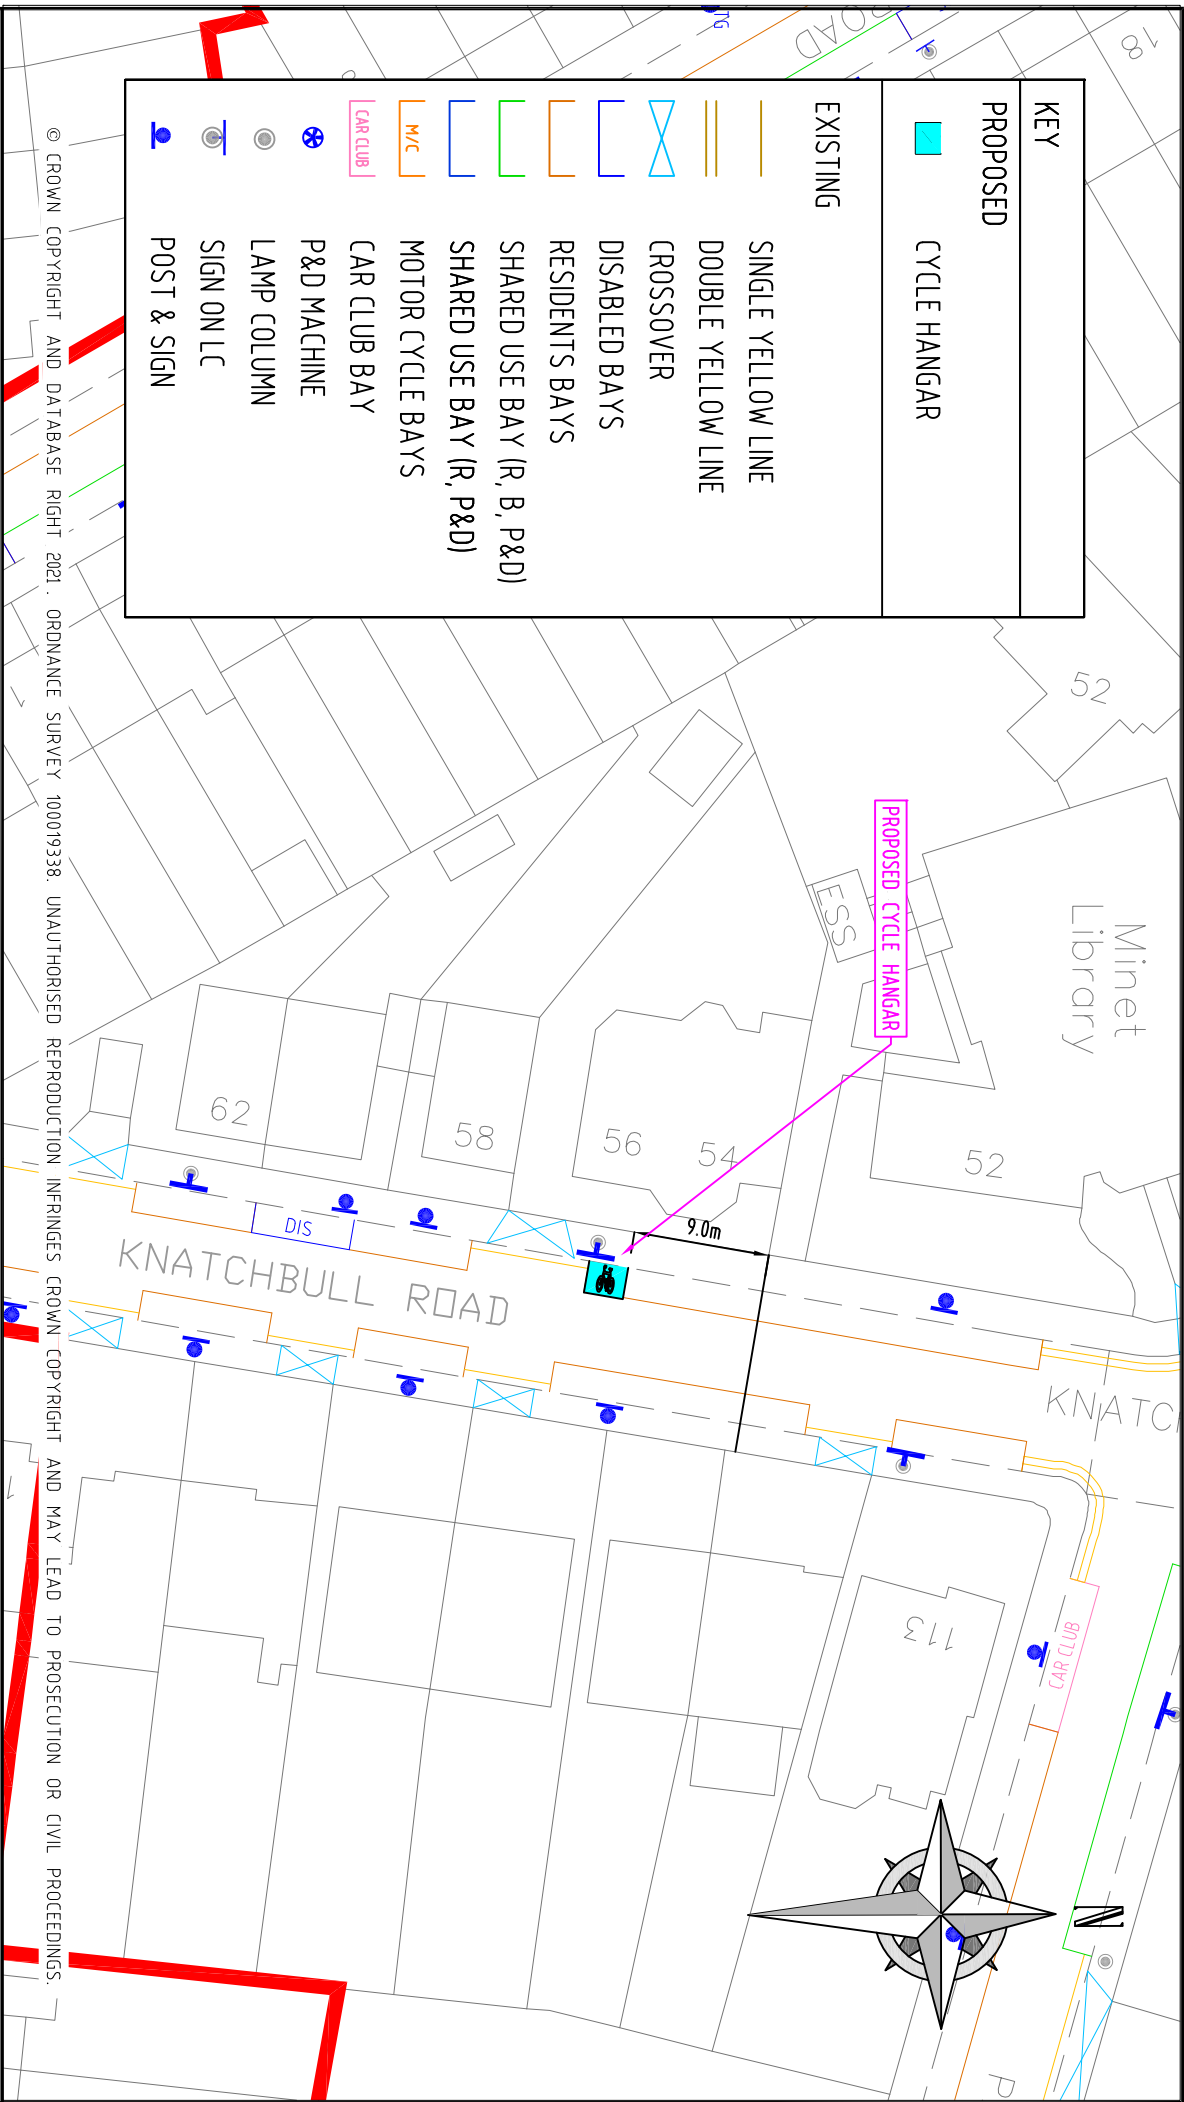 KEY
PROPOSED
CYCLE HANGAR
EXISTING
SINGLE YELLOW LINE
DOUBLE YELLOW LINE
CROSSOVER
DISABLED BAYS
RESIDENTS BAYS
SHARED USE BAY (R, B, P&D)
SHARED USE BAY (R, P&D)
M/C MOTOR CYCLE BAYS
CAR CLUB CAR CLUB BAY
P&D MACHINE
LAMP COLUMN
SIGN ON LC
POST & SIGN
© CROWN COPYRIGHT AND DATABASE RIGHT 2021. ORDNANCE SURVEY 100019338. UNAUTHORISED REPRODUCTION INFRINGES CROWN COPYRIGHT AND MAY LEAD TO PROSECUTION OR CIVIL PROCEEDINGS.
ROAD
18
TG
52
Minet
Library
ESS
PROPOSED CYCLE HANGAR
52
54
56
58
62
9.0m
DIS
KNATCHBULL ROAD
KNATC
113
CAR CLUB
N
P
1